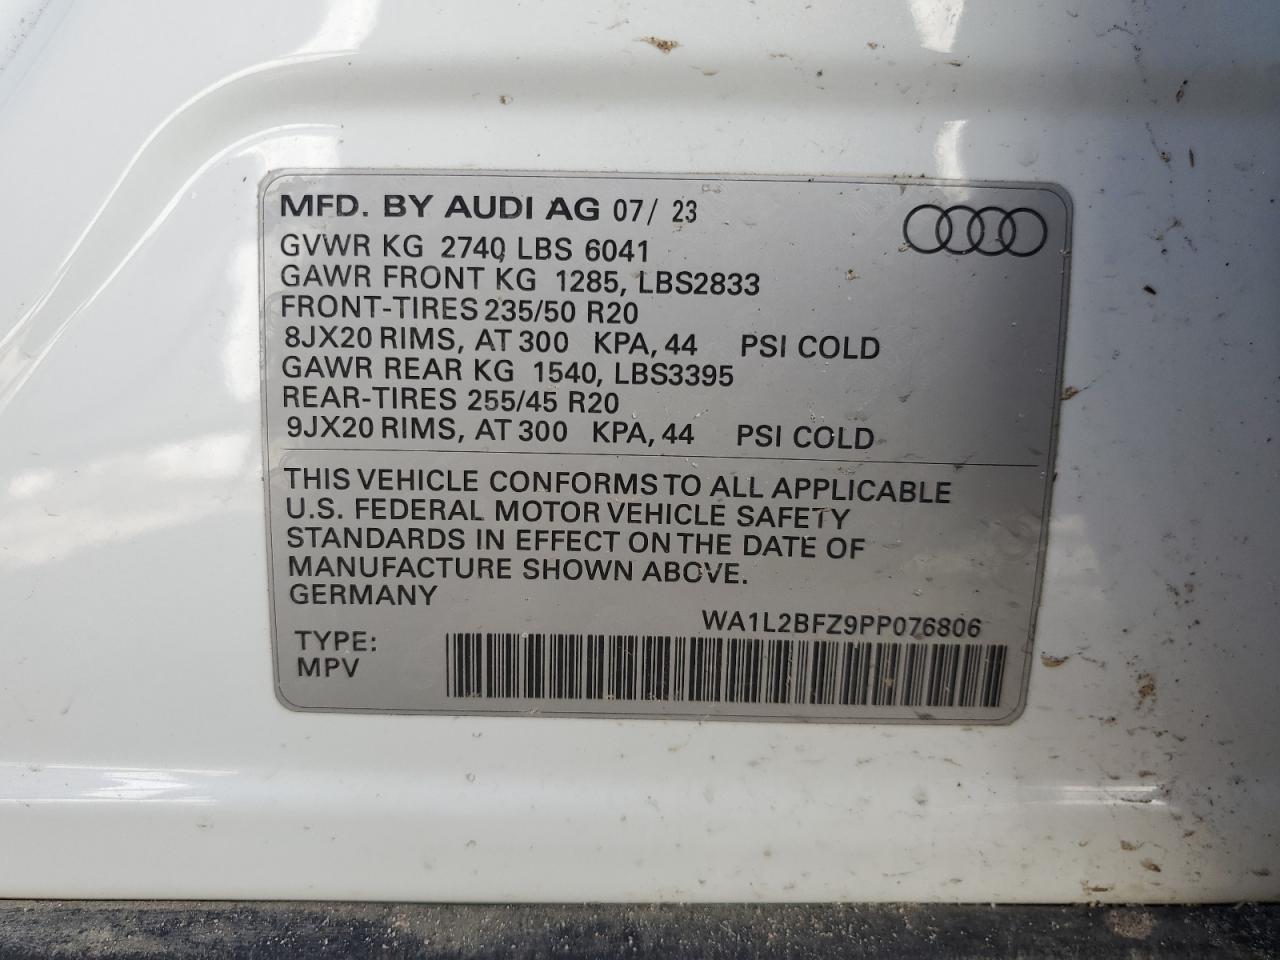 MFD. BY AUDI AG 07/ 23
GVWR KG 2740 LBS 6041
GAWR FRONT KG 1285, LBS2833
FRONT-TIRES 235/50 R20
8JX20 RIMS, AT 300 KPA, 44 PSI COLD
GAWR REAR KG 1540, LBS3395
REAR-TIRES 255/45 R20
9JX20 RIMS, AT 300 KPA, 44 PSI COLD
THIS VEHICLE CONFORMS TO ALL APPLICABLE
U.S. FEDERAL MOTOR VEHICLE SAFETY
STANDARDS IN EFFECT ON THE DATE OF
MANUFACTURE SHOWN ABOVE.
GERMANY
WA1L2BFZ9PP076806
TYPE:
MPV